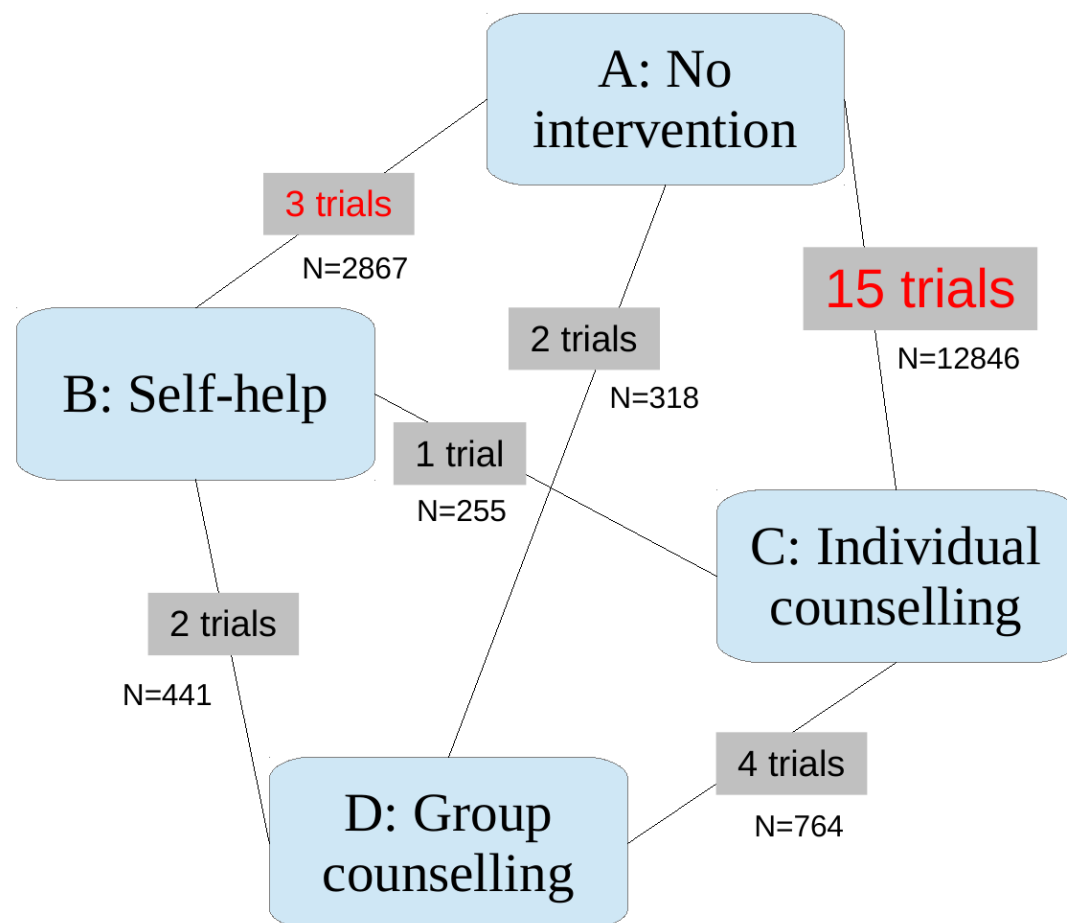 A: No
intervention
3 trials
N=2867
15 trials
N=12846
2 trials
N=318
B: Self-help
1 trial
N=255
C: Individual
counselling
2 trials
N=441
4 trials
N=764
D: Group
counselling